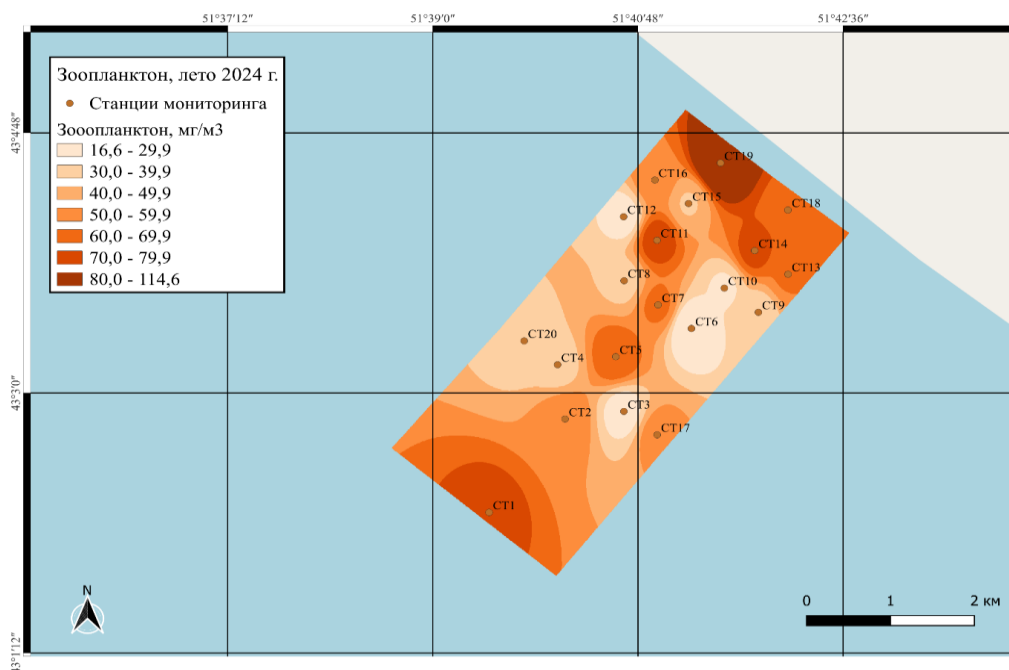 51°37'12"
51°39'0"
51°40'48"
51°42'36"
Зоопланктон, лето 2024 г.
Станции мониторинга
Зооопланктон, мг/м3
16,6 - 29,9
30,0 - 39,9
40,0 - 49,9
50,0 - 59,9
60,0 - 69,9
70,0 - 79,9
80,0 - 114,6
43°4'48"
СТ19
СТ16
СТ15
СТ18
СТ12
СТ11
СТ14
СТ8
СТ13
СТ10
СТ7
СТ9
СТ6
СТ20
СТ5
СТ4
43°3'0"
СТ3
СТ2
СТ17
СТ1
N
0 1 2 км
43°1'12"